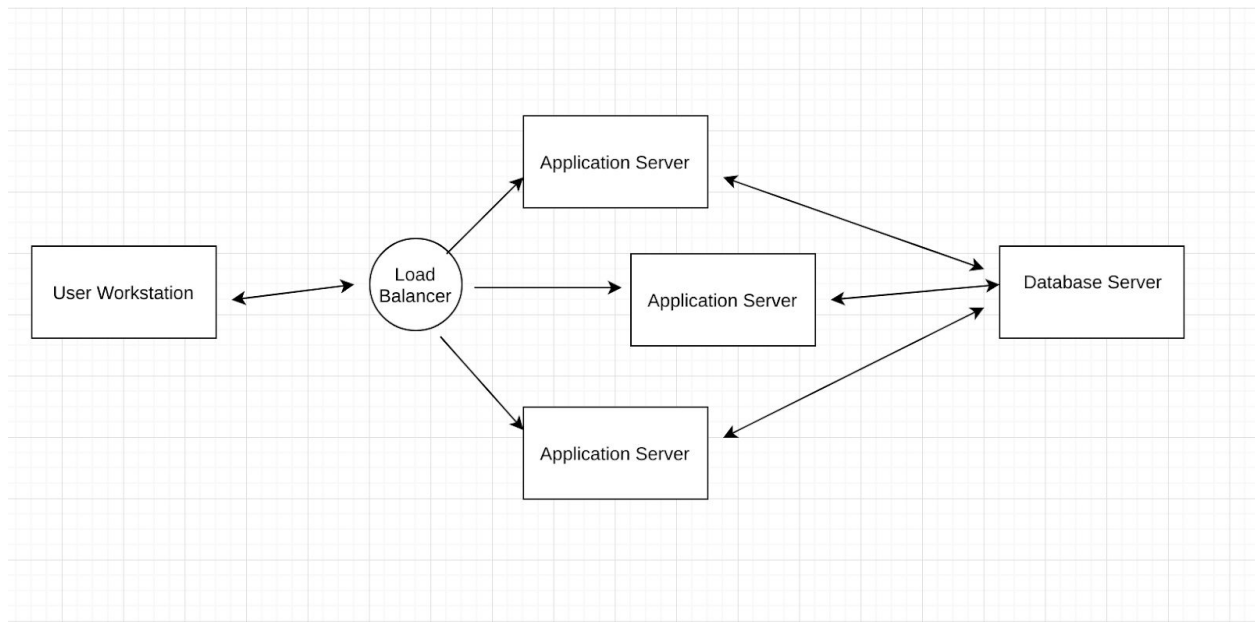 Application Server
User Workstation
Load
Balancer
Application Server
Database Server
Application Server